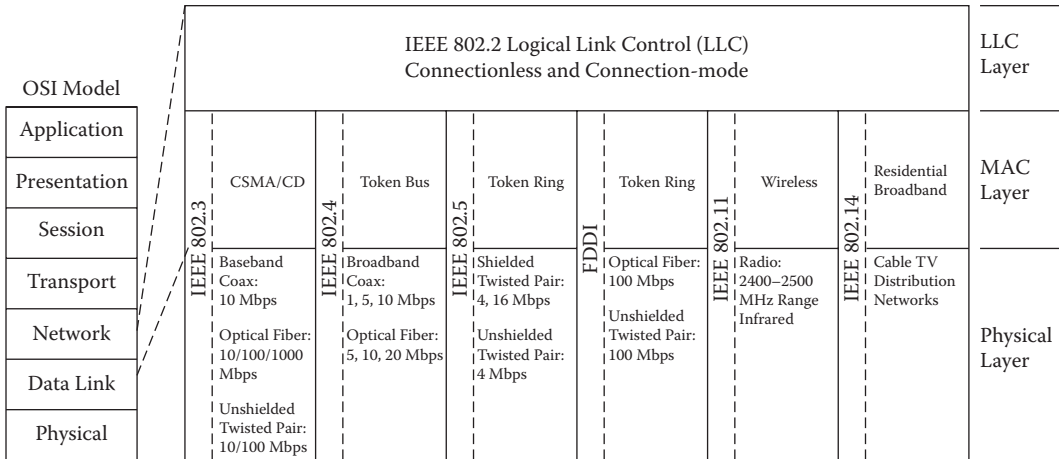 IEEE 802.2 Logical Link Control (LLC)
Connectionless and Connection-mode
LLC
Layer
OSI Model
Application
Presentation
Session
Transport
Network
Data Link
Physical
IEEE 802.3
CSMA/CD
Baseband
Coax:
10 Mbps
Optical Fiber:
10/100/1000
Mbps
Unshielded
Twisted Pair:
10/100 Mbps
IEEE 802.4
Token Bus
Broadband
Coax:
1, 5, 10 Mbps
Optical Fiber:
5, 10, 20 Mbps
IEEE 802.5
Token Ring
Shielded
Twisted Pair:
4, 16 Mbps
Unshielded
Twisted Pair:
4 Mbps
FDDI
Token Ring
Optical Fiber:
100 Mbps
Unshielded
Twisted Pair:
100 Mbps
IEEE 802.11
Wireless
Radio:
2400–2500
MHz Range
Infrared
IEEE 802.14
Residential
Broadband
Cable TV
Distribution
Networks
MAC
Layer
Physical
Layer